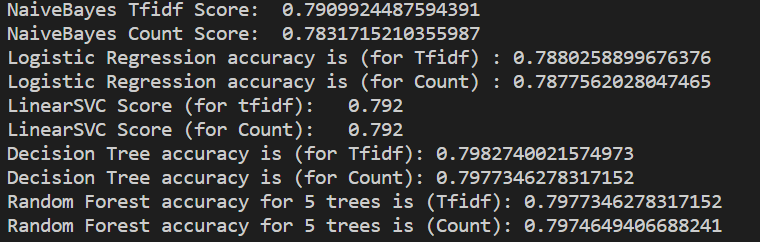 NaiveBayes Tfidf Score:  0.7909924487594391
NaiveBayes Count Score:  0.7831715210355987
Logistic Regression accuracy is (for Tfidf) : 0.7880258899676376
Logistic Regression accuracy is (for Count) : 0.7877562028047465
LinearSVC Score (for tfidf):   0.792
LinearSVC Score (for Count):   0.792
Decision Tree accuracy is (for Tfidf): 0.7982740021574973
Decision Tree accuracy is (for Count): 0.7977346278317152
Random Forest accuracy for 5 trees is (Tfidf): 0.7977346278317152
Random Forest accuracy for 5 trees is (Count): 0.7974649406688241